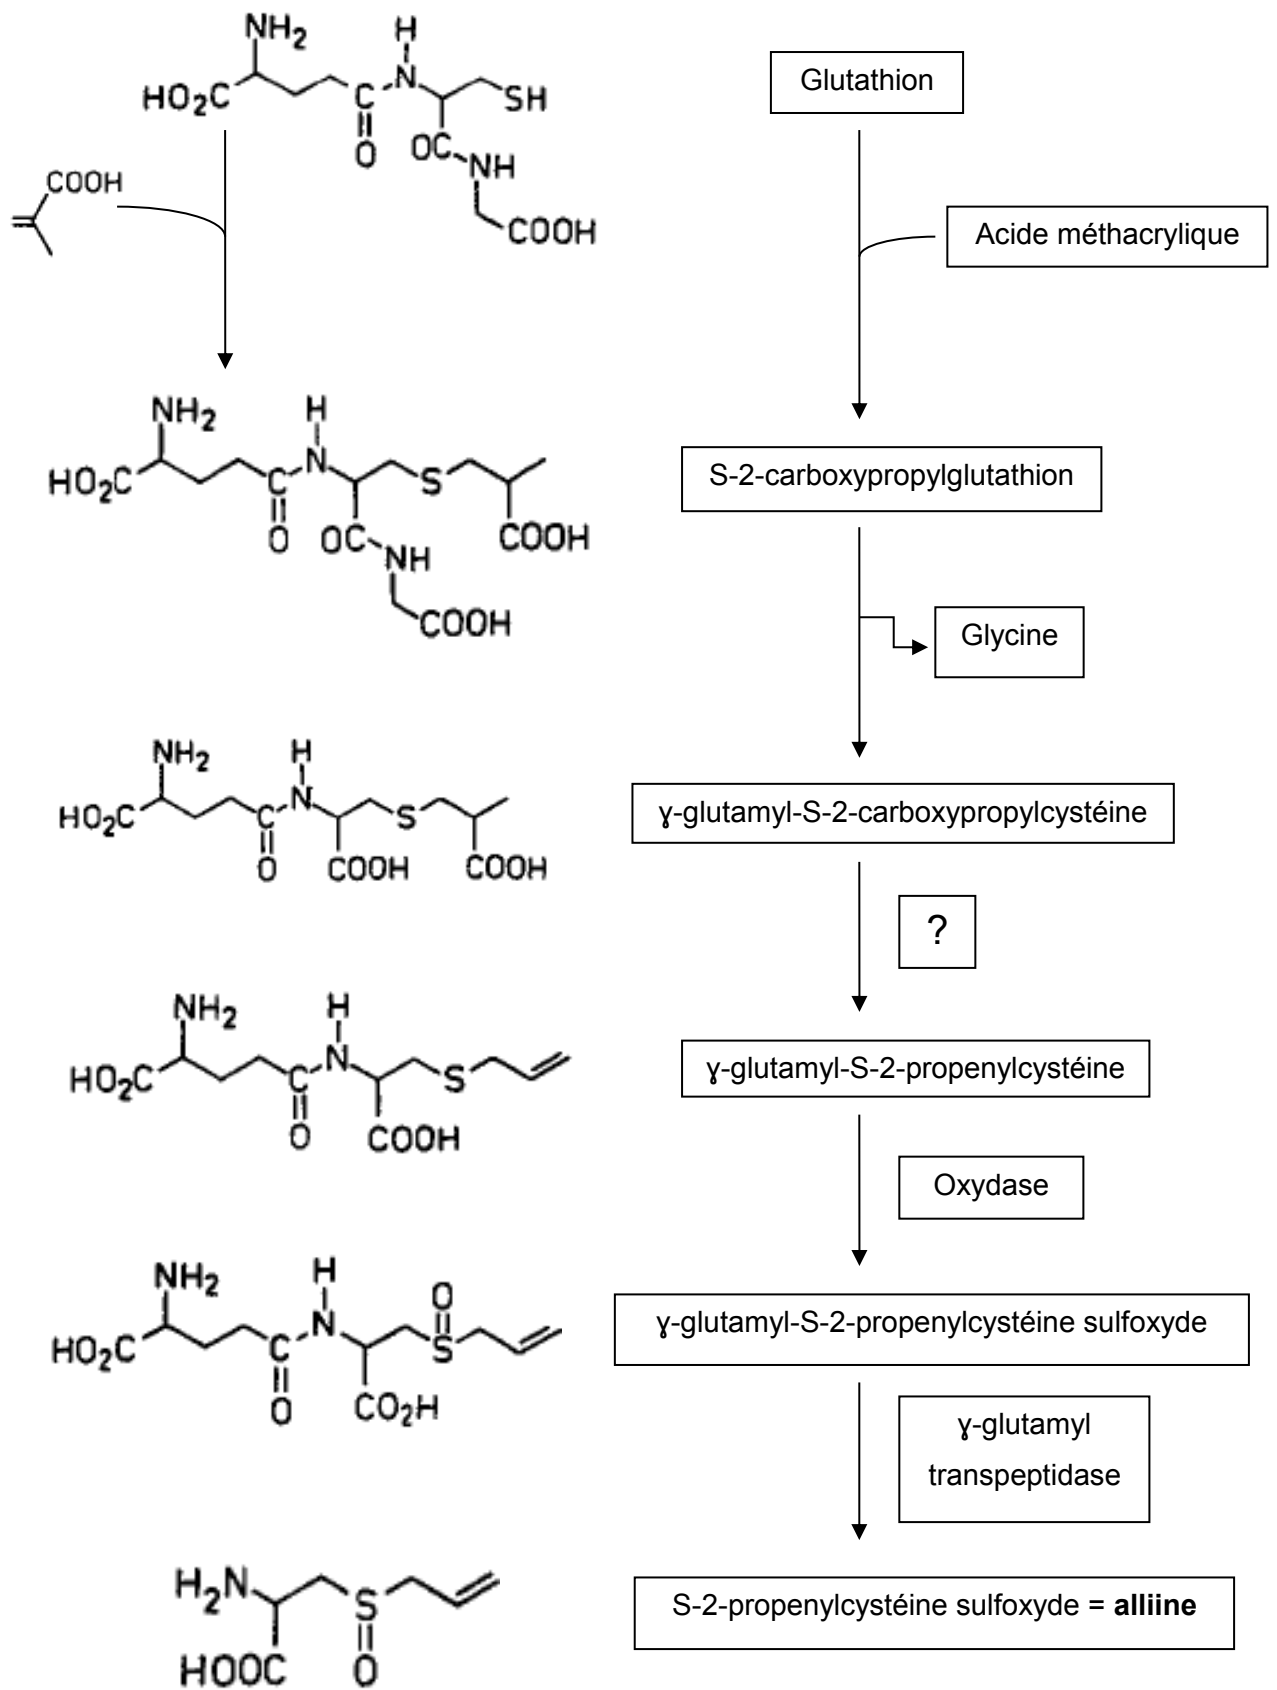 NH2
HO2C
C
O
H
N
SH
OC
NH
COOH
Glutathion
COOH
Acide méthacrylique
NH2
HO2C
C
O
H
N
S
COOH
OC
NH
COOH
S-2-carboxypropylglutathion
Glycine
NH2
HO2C
C
O
H
N
S
COOH
COOH
ɣ-glutamyl-S-2-carboxypropylcystéine
?
NH2
HO2C
C
O
H
N
S
COOH
ɣ-glutamyl-S-2-propenylcystéine
Oxydase
NH2
HO2C
C
O
H
N
O
S
CO2H
ɣ-glutamyl-S-2-propenylcystéine sulfoxyde
ɣ-glutamyl
transpeptidase
H2N
S
HOOC
O
S-2-propenylcystéine sulfoxyde = alliine